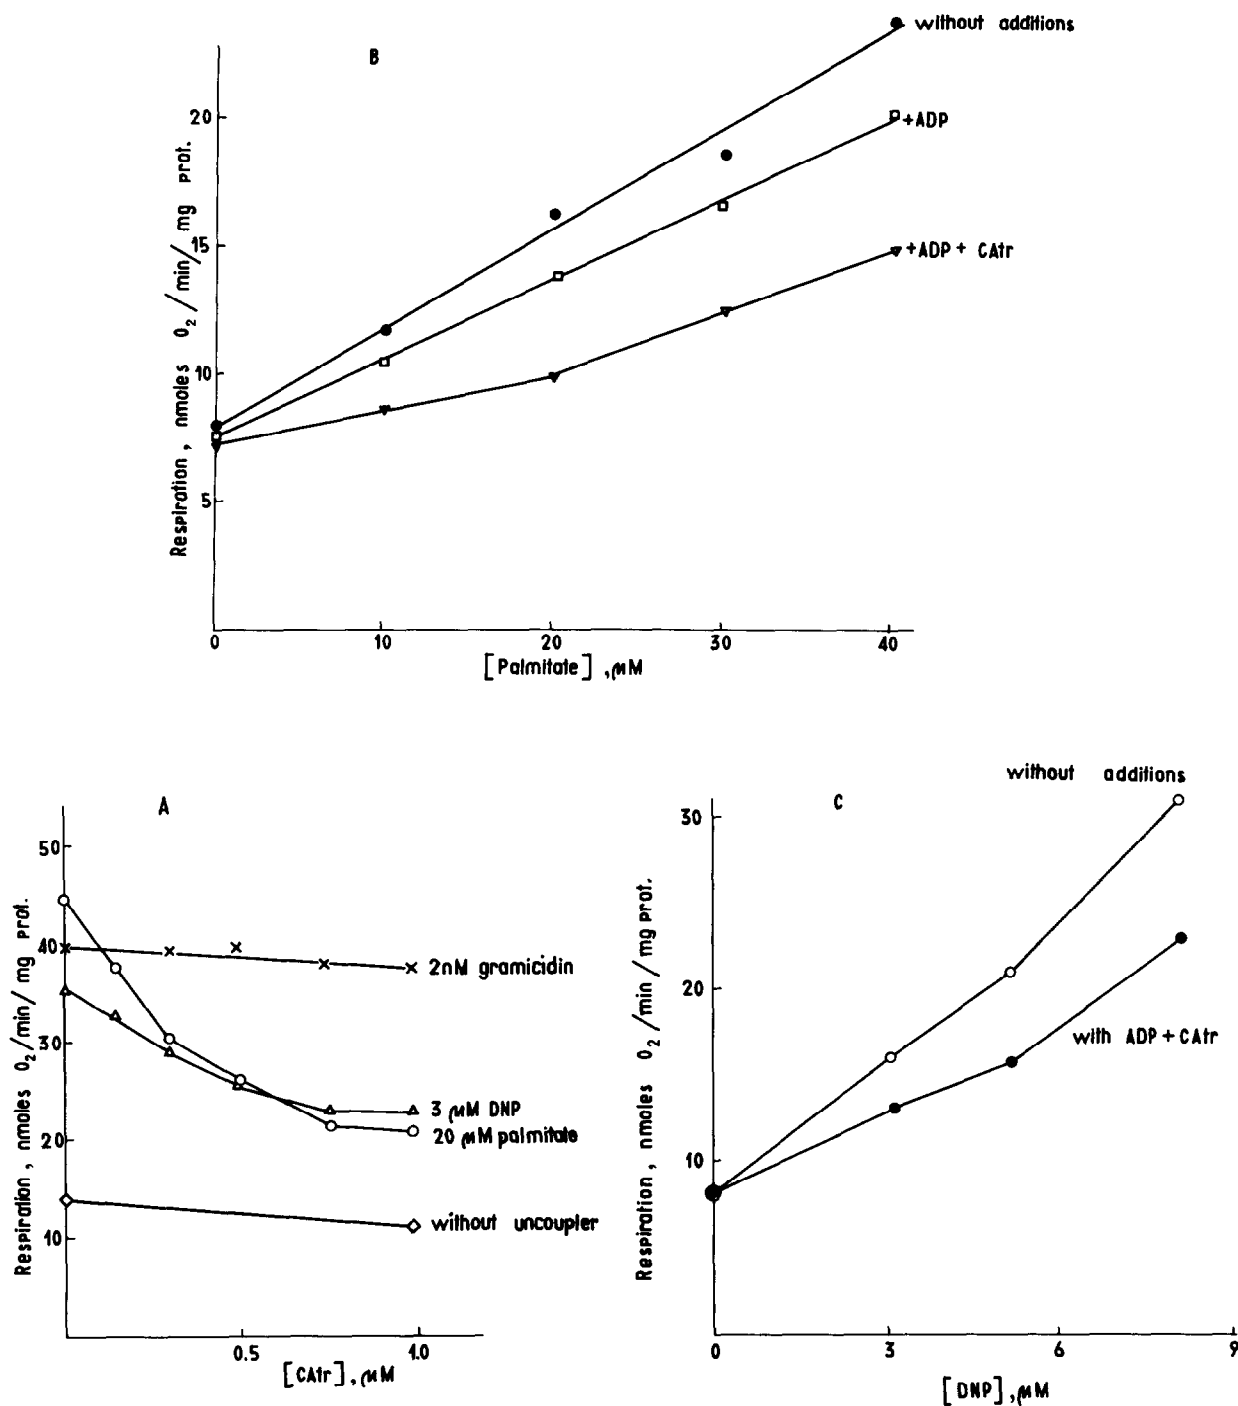 B
without additions
+ADP
+ADP + CAtr
20
15
10
5
Respiration, nmoles O₂/min/mg prot.
0 10 20 30 40
[Palmitate], μM
A
50
40
30
20
10
Respiration, nmoles O₂/min/mg prot.
2nM gramicidin
3 μM DNP
20 μM palmitate
without uncoupler
0.5 1.0
[CAtr], μM
without additions
C
30
20
10
Respiration, nmoles O₂/min/mg prot.
with ADP + CAtr
0 3 6 9
[DNP], μM